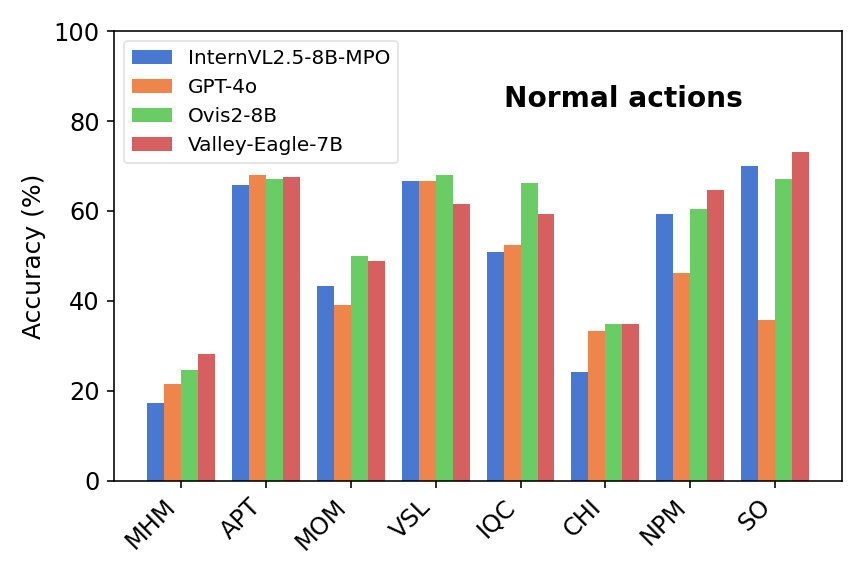 100
80
60
40
20
0
Accuracy (%)
InternVL2.5-8B-MPO
GPT-4o
Ovis2-8B
Valley-Eagle-7B
Normal actions
MHM
APT
MOM
VSL
IQC
CHI
NPM
SO